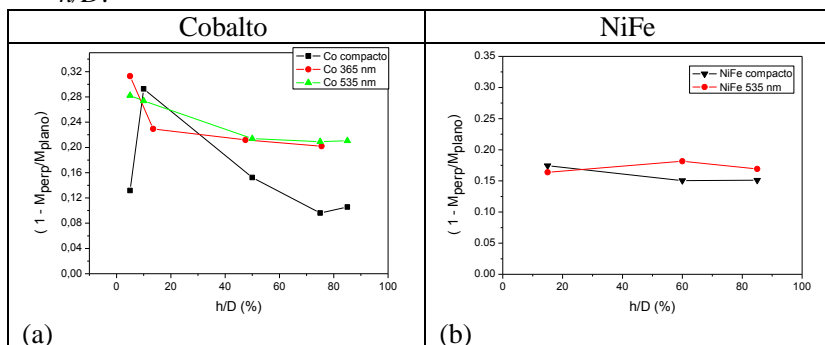 h/D.
Cobalto
NiFe
Co compacto
Co 365 nm
Co 535 nm
0,32
0,28
0,24
0,20
0,16
0,12
0,08
0,04
0,00
( 1 - Mperp/Mplano)
0 20 40 60 80 100
h/D (%)
(a)
NiFe compacto
NiFe 535 nm
0.35
0.30
0.25
0.20
0.15
0.10
0.05
0.00
( 1 - Mperp/Mplano)
0 20 40 60 80 100
h/D (%)
(b)